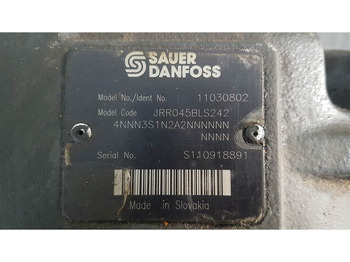 SAUER
DANFOSS
Model No./Ident No. 11030802
Model Code JRR045BLS242
4NNN3S1N2A2NNNNNN
NNNN
Serial No. S110918891
Made in Slovakia